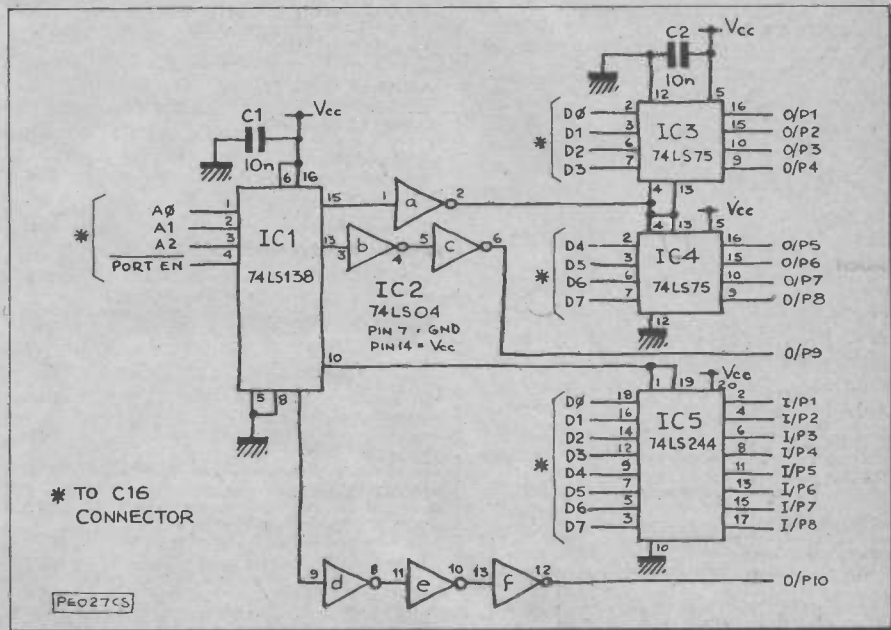 Vcc
C2
10n
12
5
* D0 2 IC3 16 O/P1
D1 3 74LS75 15 O/P2
D2 6 10 O/P3
D3 7 9 O/P4
4 13
C1 Vcc
10n
6 16
* A0 1 IC1 15 1 a 2
A1 2 74LS138 13 3 b 4 5 c 6
A2 3
PORT EN 4
IC2
74LS04
PIN 7 = GND
PIN 14 = Vcc
4 13 Vcc 5
* D4 2 IC4 16 O/P5
D5 3 74LS75 15 O/P6
D6 6 10 O/P7
D7 7 9 O/P8
12
O/P9
10
5 8
1 19 Vcc 20
* D0 18 IC5 2 I/P1
D1 16 74LS244 4 I/P2
D2 14 6 I/P3
D3 12 8 I/P4
D4 9 11 I/P5
D5 7 13 I/P6
D6 5 15 I/P7
D7 3 17 I/P8
10
* TO C16
CONNECTOR
9 d 8 11 e 10 13 f 12 O/P10
PE027CS